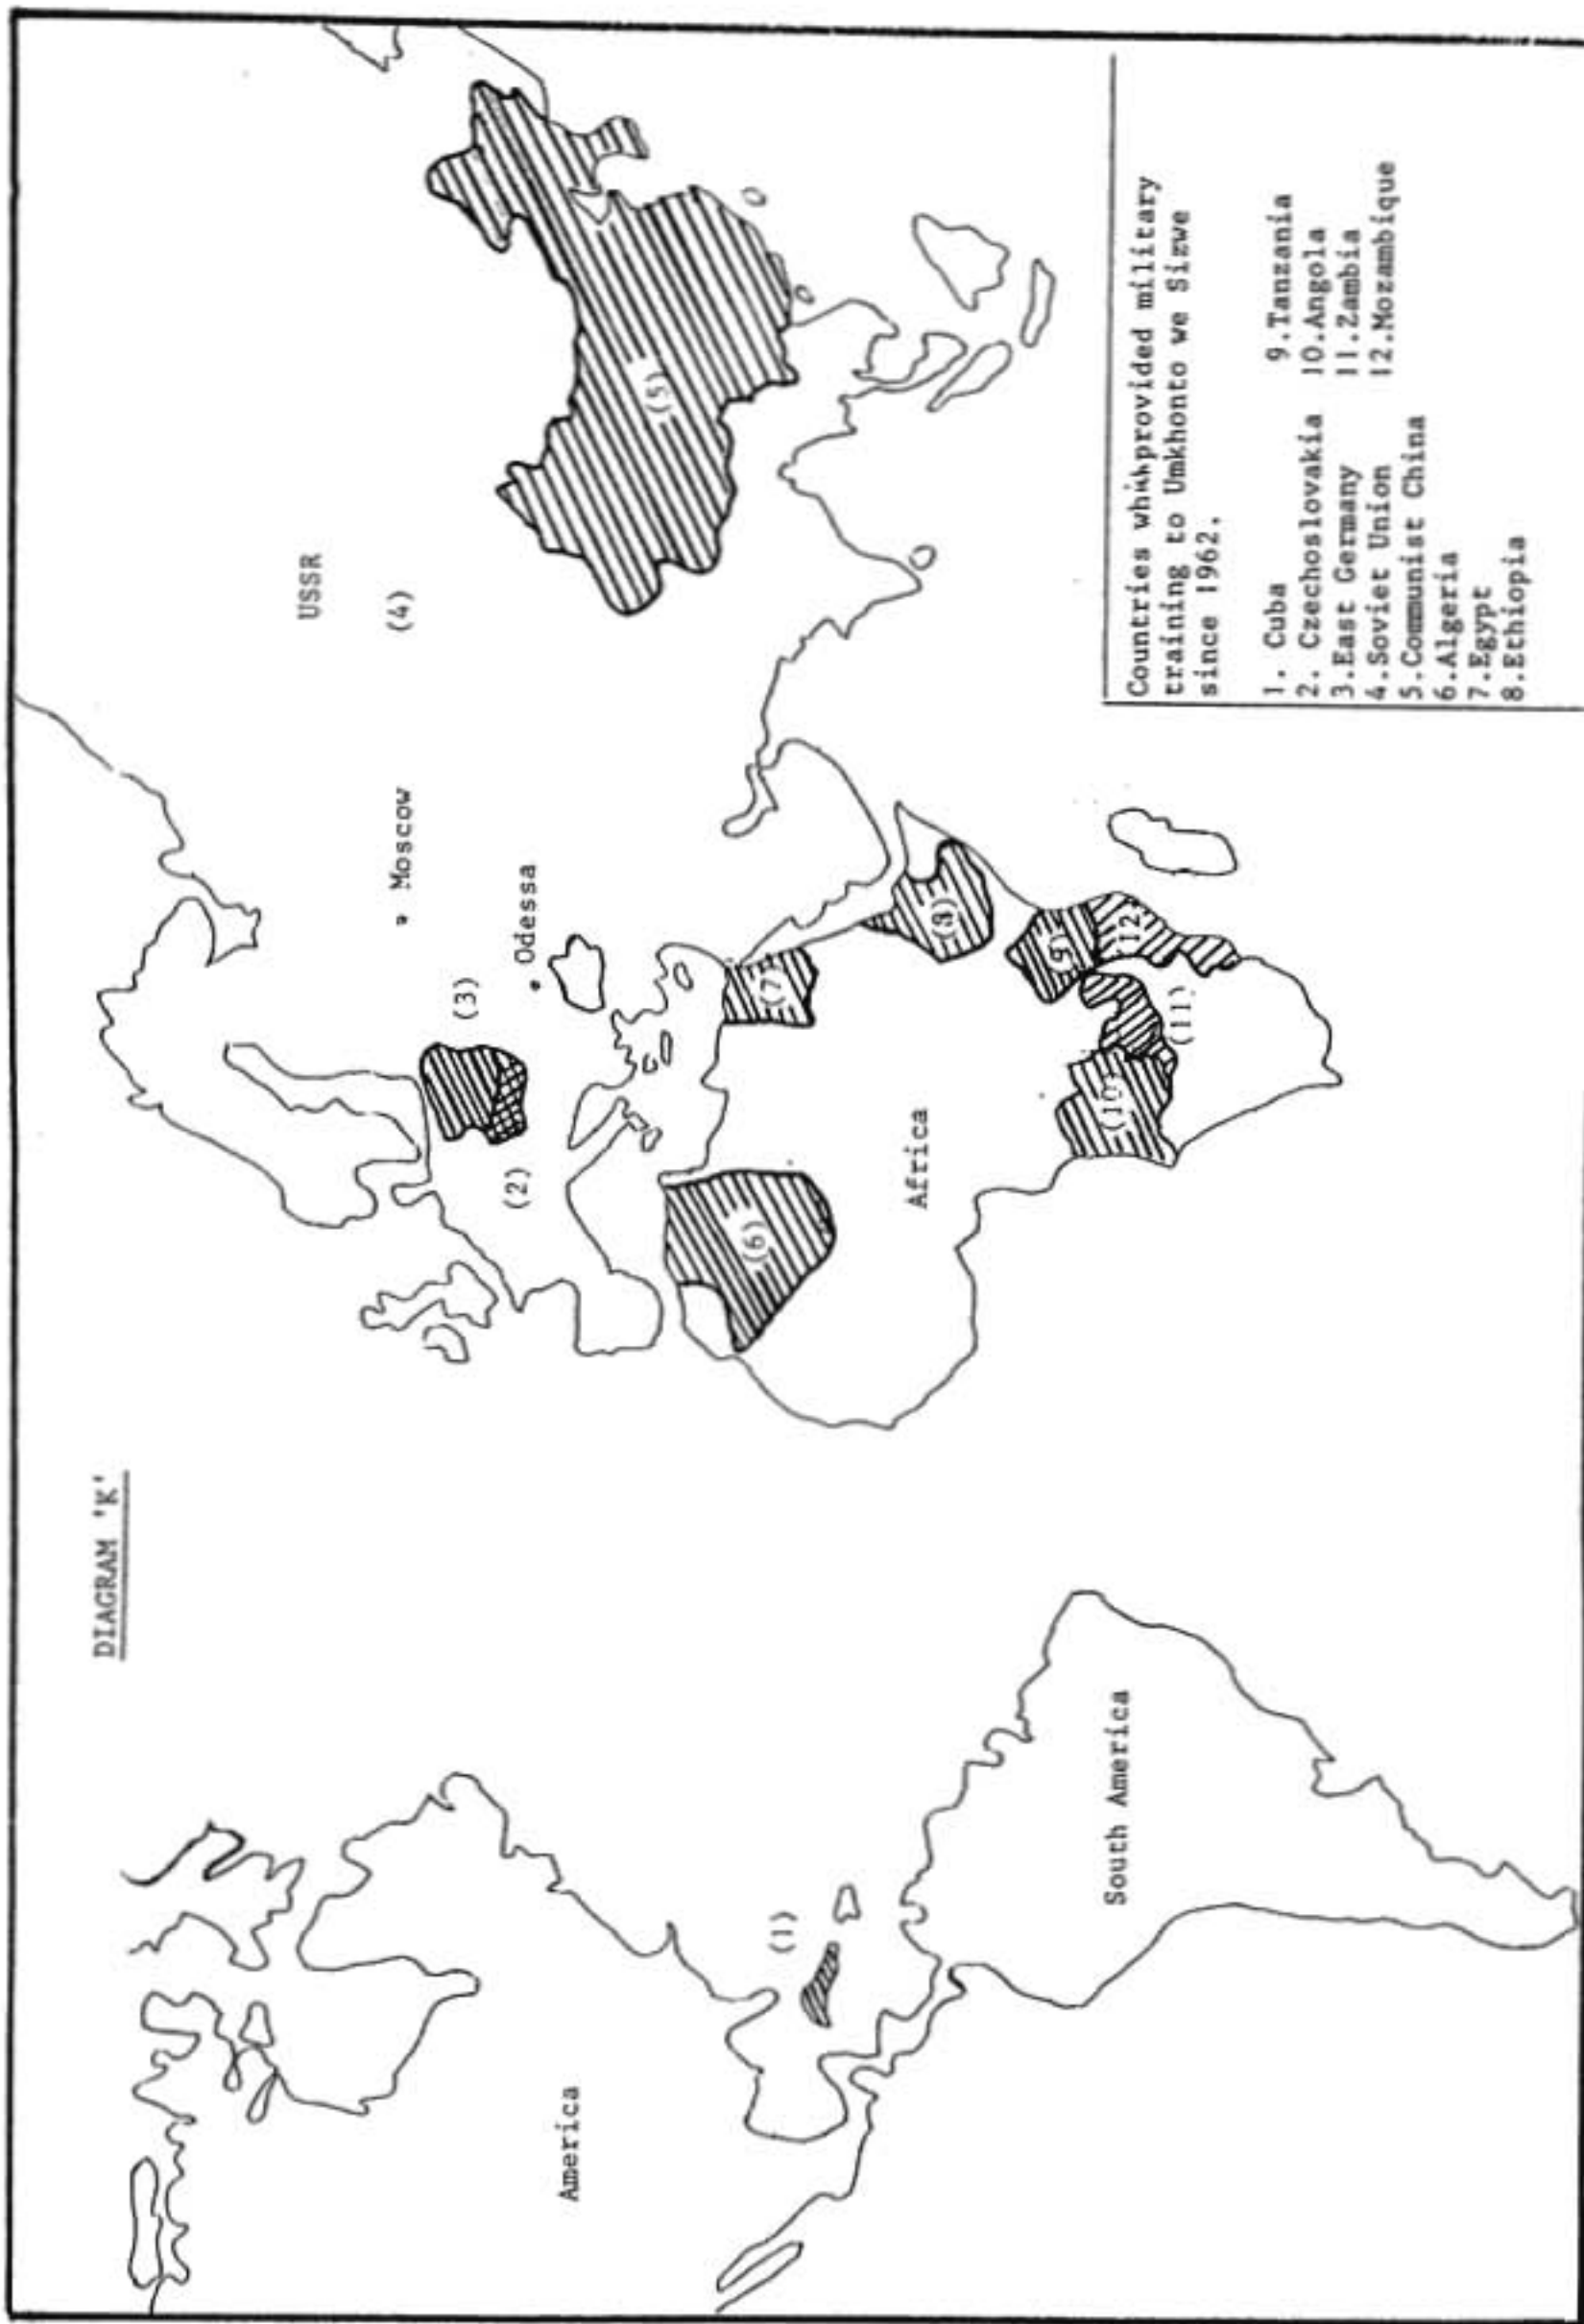 DIAGRAM 'K'
USSR
(4)
Moscow
Odessa
(3)
(2)
(5)
(1)
America
South America
Africa
(6)
(7)
(8)
(9)
(10)
(11)
12
Countries which provided military
training to Umkhonto we Sizwe
since 1962.
1. Cuba
2. Czechoslovakia
3.East Germany
4.Soviet Union
5.Communist China
6.Algeria
7.Egypt
8.Ethiopia
9.Tanzania
10.Angola
11.Zambia
12.Mozambique